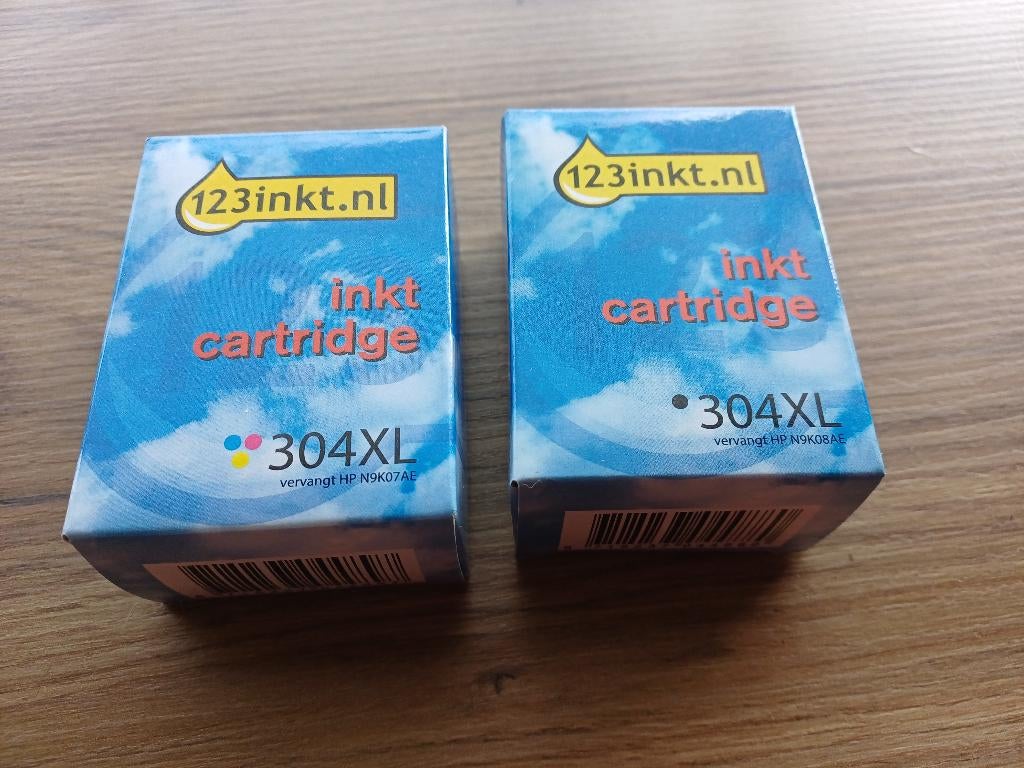 123inkt.nl
inkt
cartridge
304XL
vervangt HP N9K07AE
123inkt.nl
inkt
cartridge
304XL
vervangt HP N9K08AE